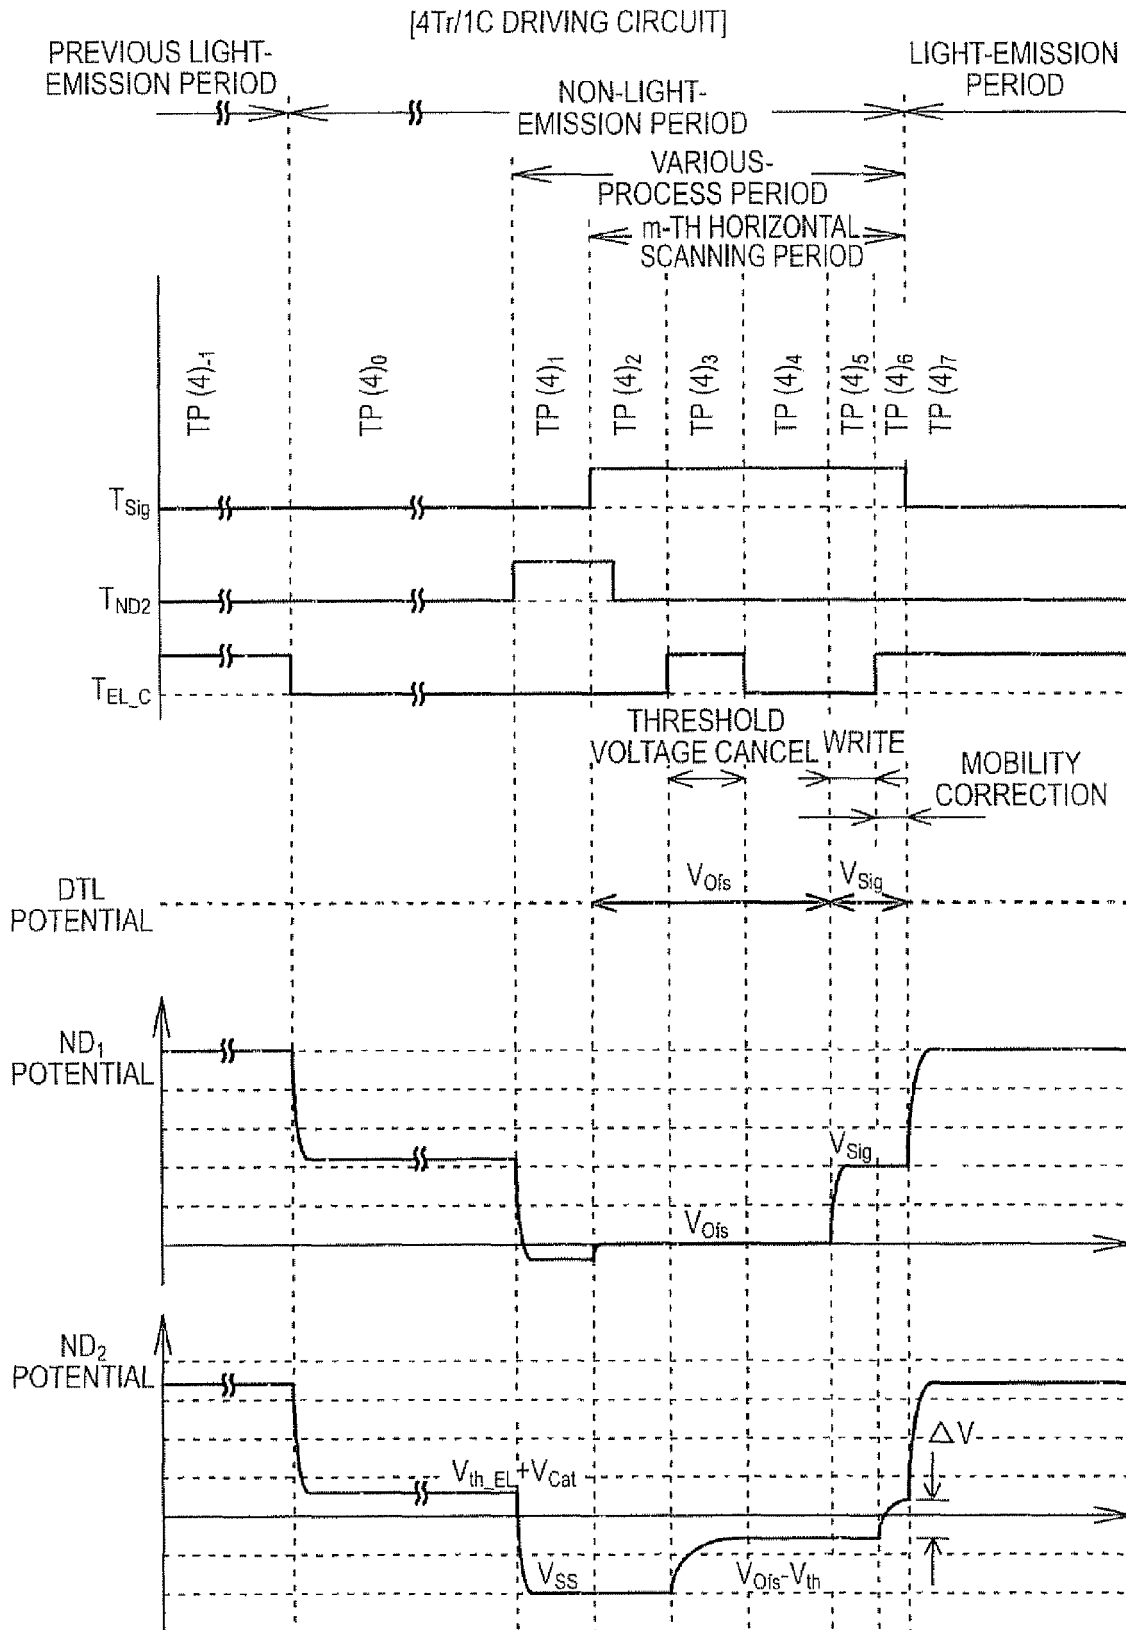 [4Tr/1C DRIVING CIRCUIT]
PREVIOUS LIGHT-
EMISSION PERIOD
LIGHT-EMISSION
PERIOD
NON-LIGHT-
EMISSION PERIOD
VARIOUS-
PROCESS PERIOD
m-TH HORIZONTAL
SCANNING PERIOD
TP (4)-1
TP (4)0
TP (4)1
TP (4)2
TP (4)3
TP (4)4
TP (4)5
TP (4)6
TP (4)7
TSig
TND2
TEL_C
THRESHOLD
VOLTAGE CANCEL
WRITE
MOBILITY
CORRECTION
DTL
POTENTIAL
VOfs
VSig
ND1
POTENTIAL
VSig
VOfs
ND2
POTENTIAL
ΔV
Vth_EL+VCat
VSS
VOfs-Vth